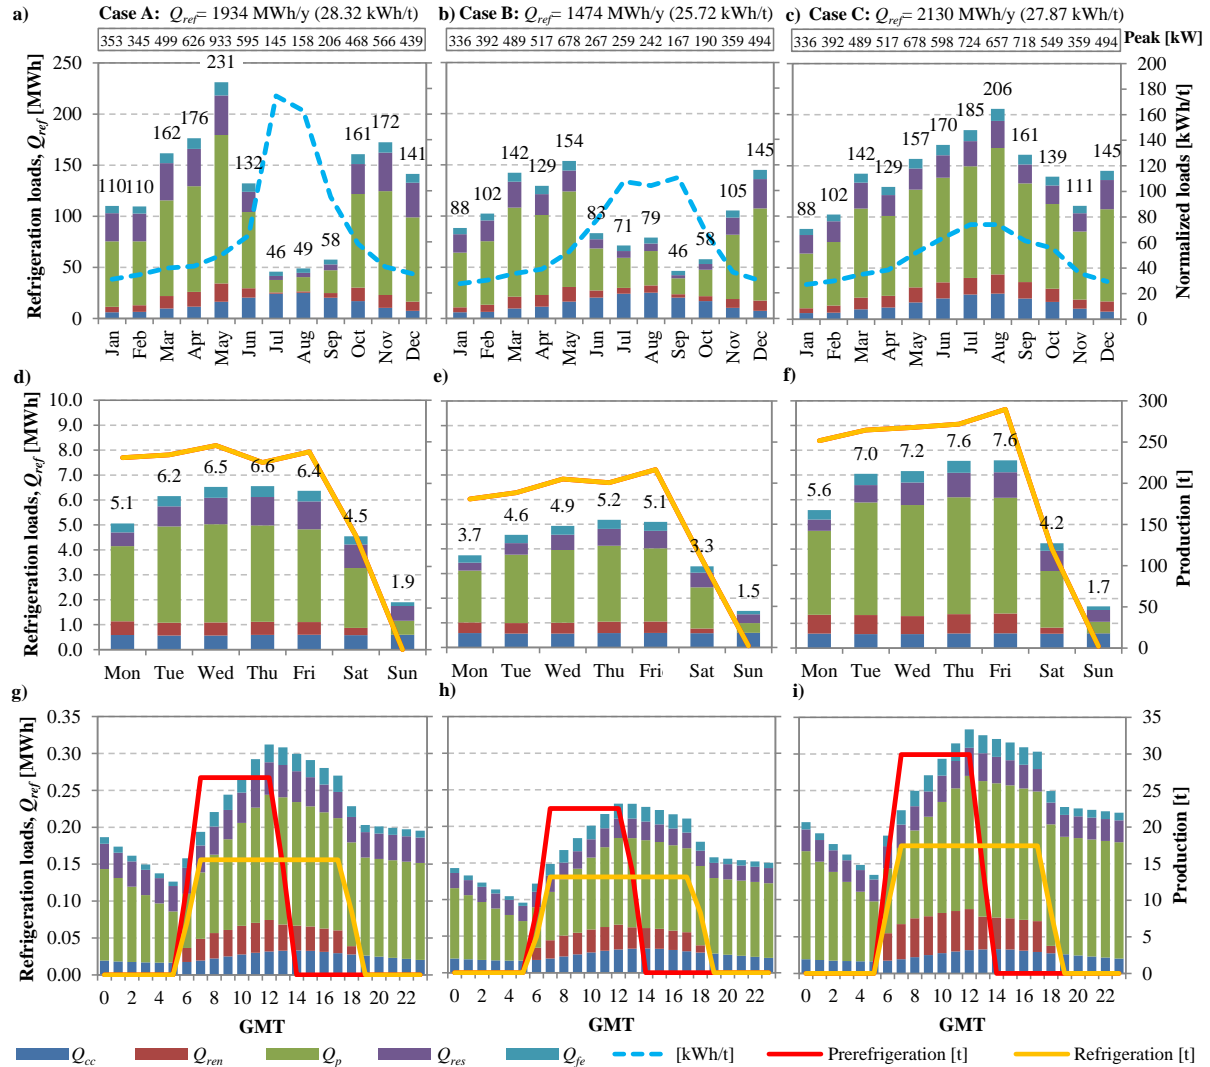 a) Case A: Qref= 1934 MWh/y (28.32 kWh/t)
b) Case B: Qref= 1474 MWh/y (25.72 kWh/t)
c) Case C: Qref= 2130 MWh/y (27.87 kWh/t)
353 345 499 626 933 595 145 158 206 468 566 439
336 392 489 517 678 267 259 242 167 190 359 494
336 392 489 517 678 598 724 657 718 549 359 494
Peak [kW]
Refrigeration loads, Qref [MWh]
250
200
150
100
50
0
110 110 162 176 231 132 46 49 58 161 172 141
Jan Feb Mar Apr May Jun Jul Aug Sep Oct Nov Dec
88 102 142 129 154 83 71 79 46 58 105 145
Jan Feb Mar Apr May Jun Jul Aug Sep Oct Nov Dec
88 102 142 129 157 170 185 206 161 139 111 145
Jan Feb Mar Apr May Jun Jul Aug Sep Oct Nov Dec
200
180
160
140
120
100
80
60
40
20
0
Normalized loads [kWh/t]
d)
e)
f)
Refrigeration loads, Qref [MWh]
10.0
9.0
8.0
7.0
6.0
5.0
4.0
3.0
2.0
1.0
0.0
5.1 6.2 6.5 6.6 6.4 4.5 1.9
Mon Tue Wed Thu Fri Sat Sun
3.7 4.6 4.9 5.2 5.1 3.3 1.5
Mon Tue Wed Thu Fri Sat Sun
5.6 7.0 7.2 7.6 7.6 4.2 1.7
Mon Tue Wed Thu Fri Sat Sun
300
250
200
150
100
50
0
Production [t]
g)
h)
i)
Refrigeration loads, Qref [MWh]
0.35
0.30
0.25
0.20
0.15
0.10
0.05
0.00
0 2 4 6 8 10 12 14 16 18 20 22
GMT
0 2 4 6 8 10 12 14 16 18 20 22
GMT
0 2 4 6 8 10 12 14 16 18 20 22
GMT
35
30
25
20
15
10
5
0
Production [t]
Qcc Qren Qp Qres Qfe [kWh/t] Prerefrigeration [t] Refrigeration [t]